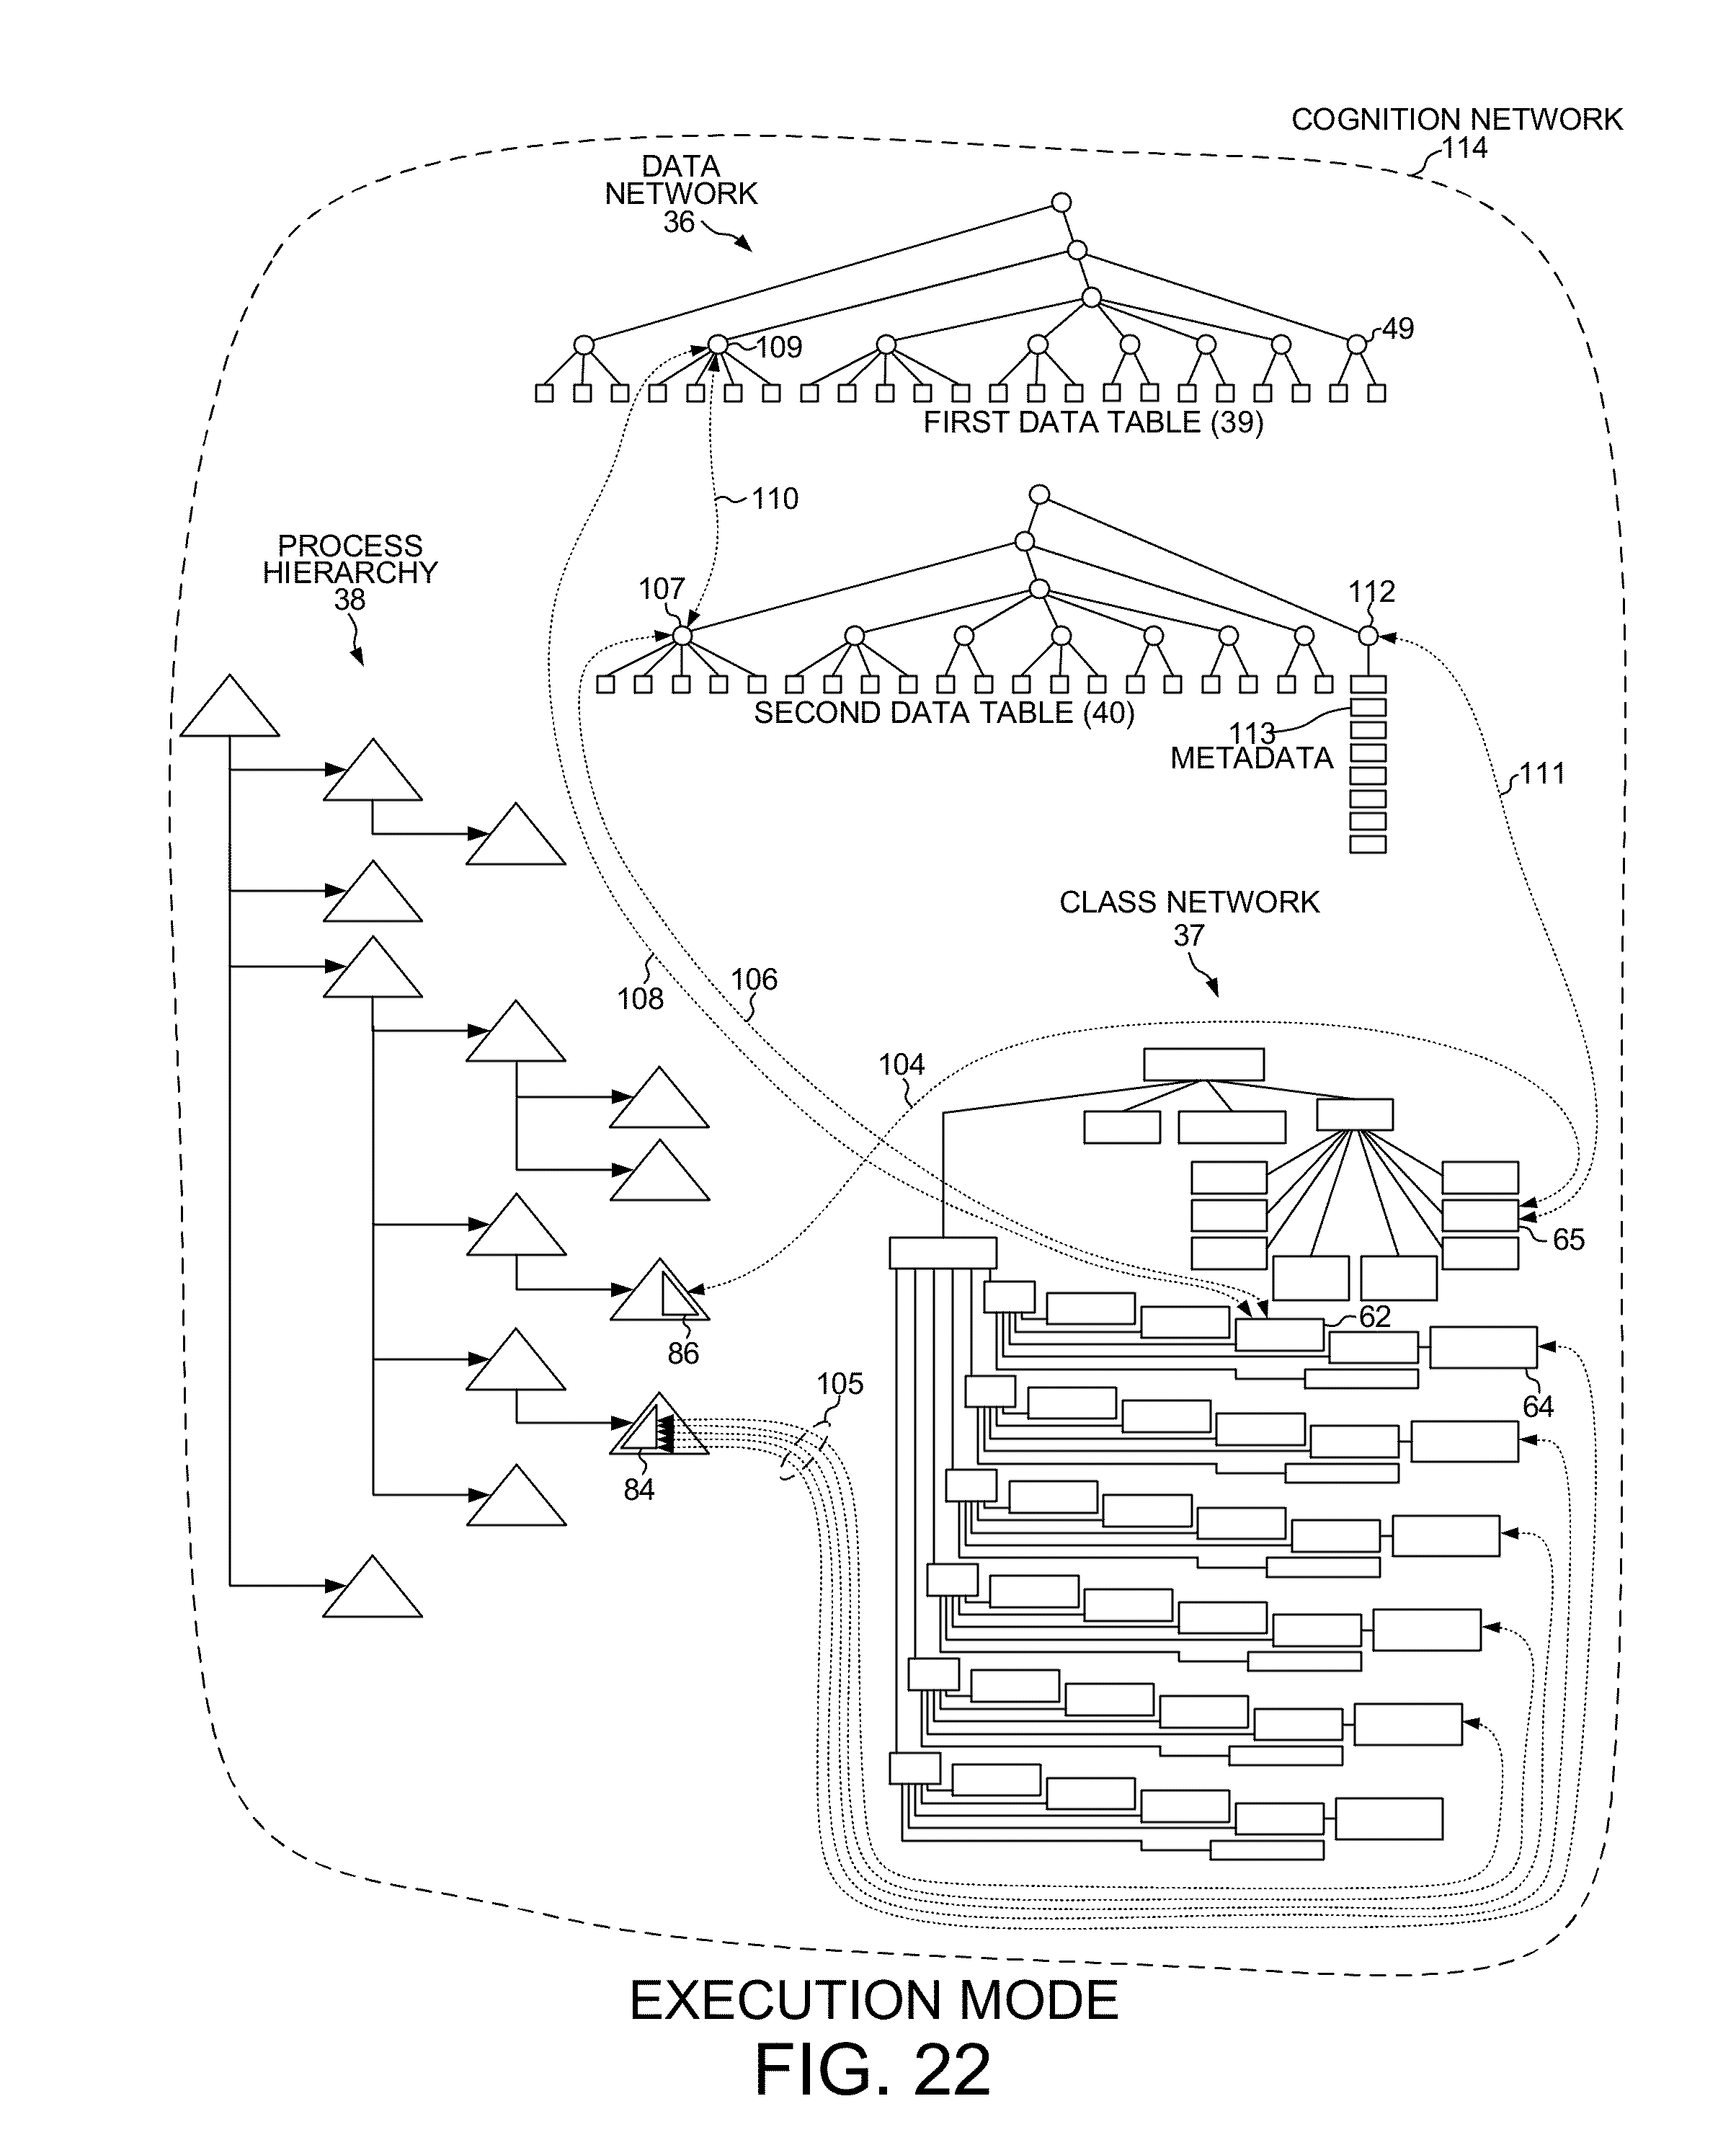 COGNITION NETWORK
114
DATA
NETWORK
36
49
109
FIRST DATA TABLE (39)
110
PROCESS
HIERARCHY
38
107
112
SECOND DATA TABLE (40)
113
METADATA
111
CLASS NETWORK
37
106
108
104
65
62
86
105
64
84
EXECUTION MODE
FIG. 22